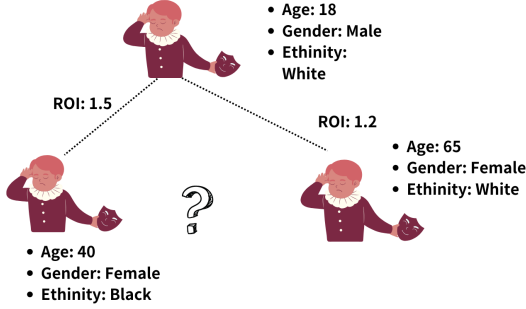 • Age: 18
• Gender: Male
• Ethinity:
White
ROI: 1.5
ROI: 1.2
• Age: 65
• Gender: Female
• Ethinity: White
?
• Age: 40
• Gender: Female
• Ethinity: Black